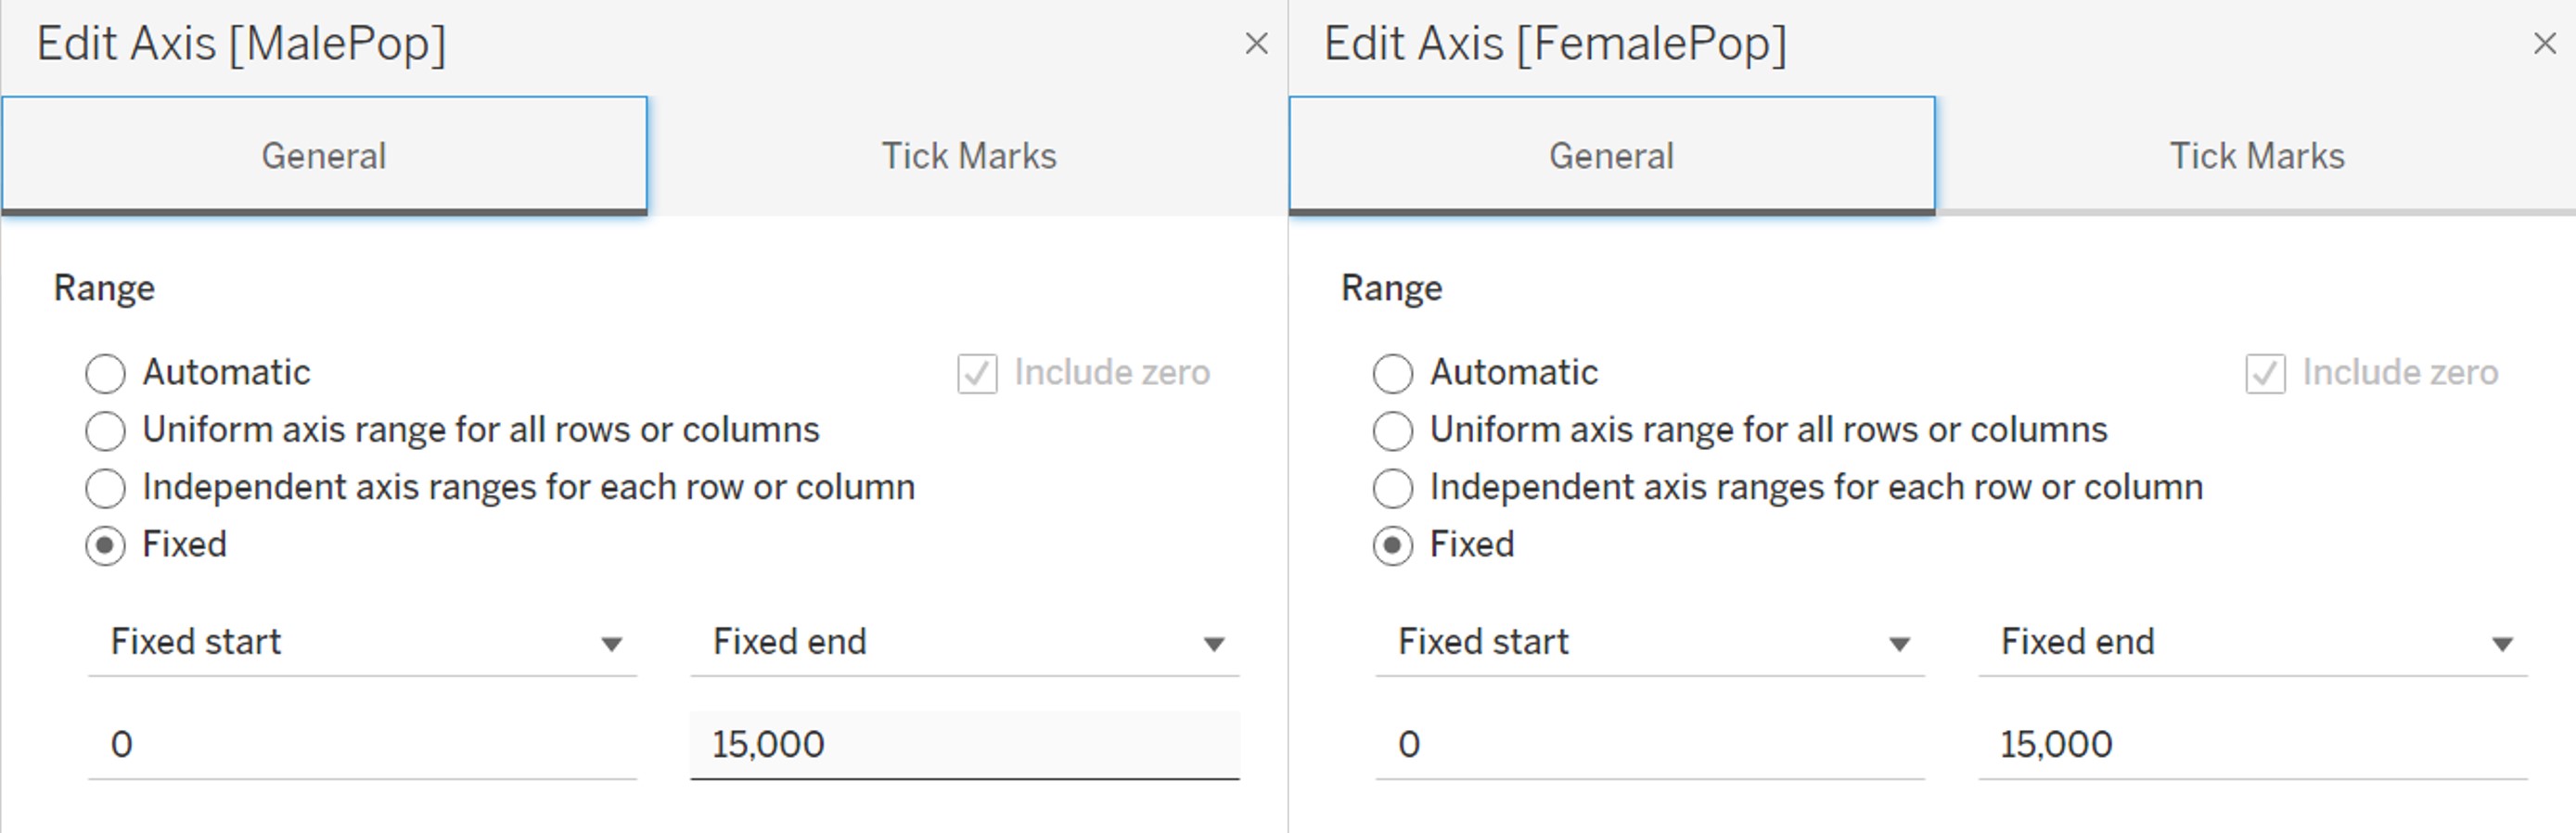 Edit Axis [MalePop]
General
Tick Marks
Range
Automatic
Include zero
Uniform axis range for all rows or columns
Independent axis ranges for each row or column
Fixed
Fixed start
Fixed end
0
15,000
Edit Axis [FemalePop]
General
Tick Marks
Range
Automatic
Include zero
Uniform axis range for all rows or columns
Independent axis ranges for each row or column
Fixed
Fixed start
Fixed end
0
15,000